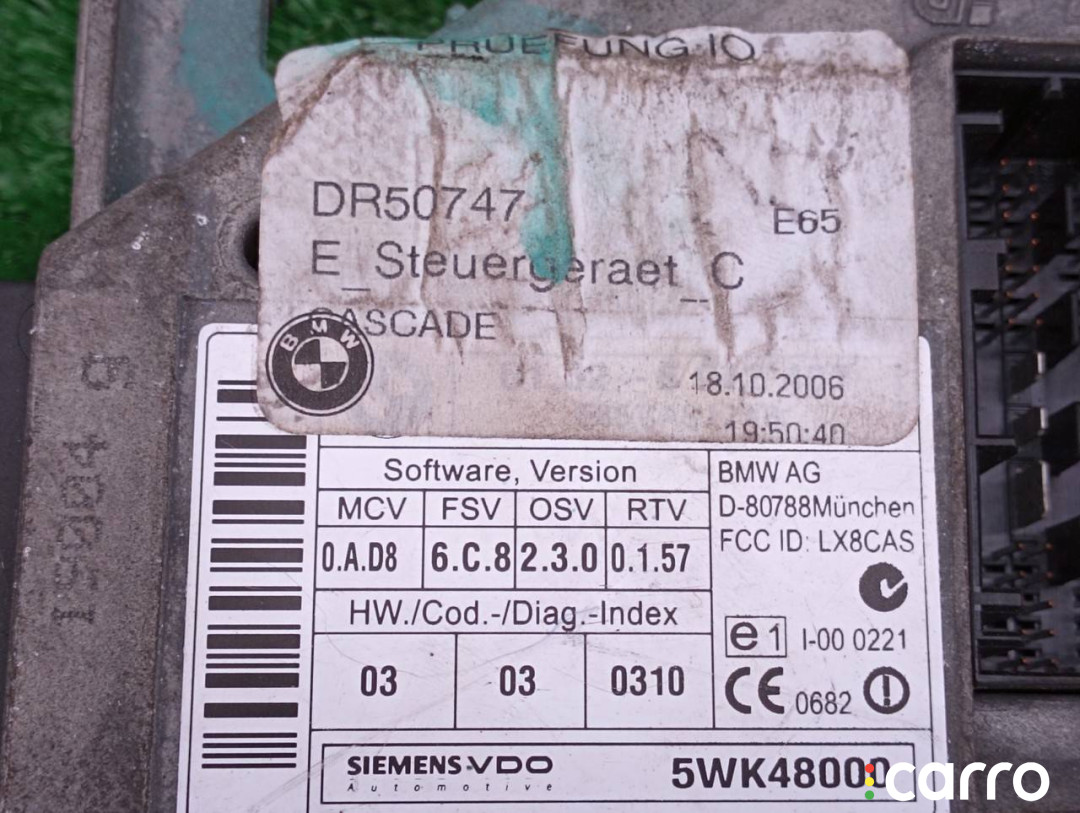 PRUEFUNG IO
DR50747
E65
E_Steuergeraet_C
CASCADE
BMW
18.10.2006
19:50:40
Software, Version
MCV FSV OSV RTV
0.A.D8 6.C.8 2.3.0 0.1.57
HW./Cod.-/Diag.-Index
03 03 0310
BMW AG
D-80788München
FCC ID: LX8CAS
e1 I-00 0221
CE 0682
SIEMENS VDO
Automotive
5WK48000
carro